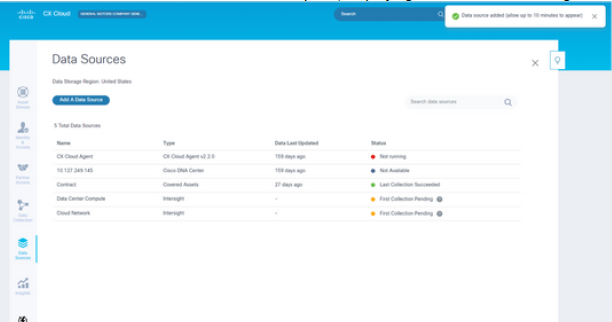 cisco
CX Cloud
GENERAL MOTORS COMPANY GENE...
Search
Data source added (allow up to 10 minutes to appear)
Data Sources
Data Storage Region: United States
Add A Data Source
Search data sources
5 Total Data Sources
Name Type Data Last Updated Status
CX Cloud Agent CX Cloud Agent v2.2.0 159 days ago Not running
10.137.249.145 Cisco DNA Center 159 days ago Not Available
Contract Covered Assets 27 days ago Last Collection Succeeded
Data Center Compute Intersight - First Collection Pending
Cloud Network Intersight - First Collection Pending
Asset
Groups
Identity
&
Access
Partner
Access
Data
Collection
Data
Sources
Insights